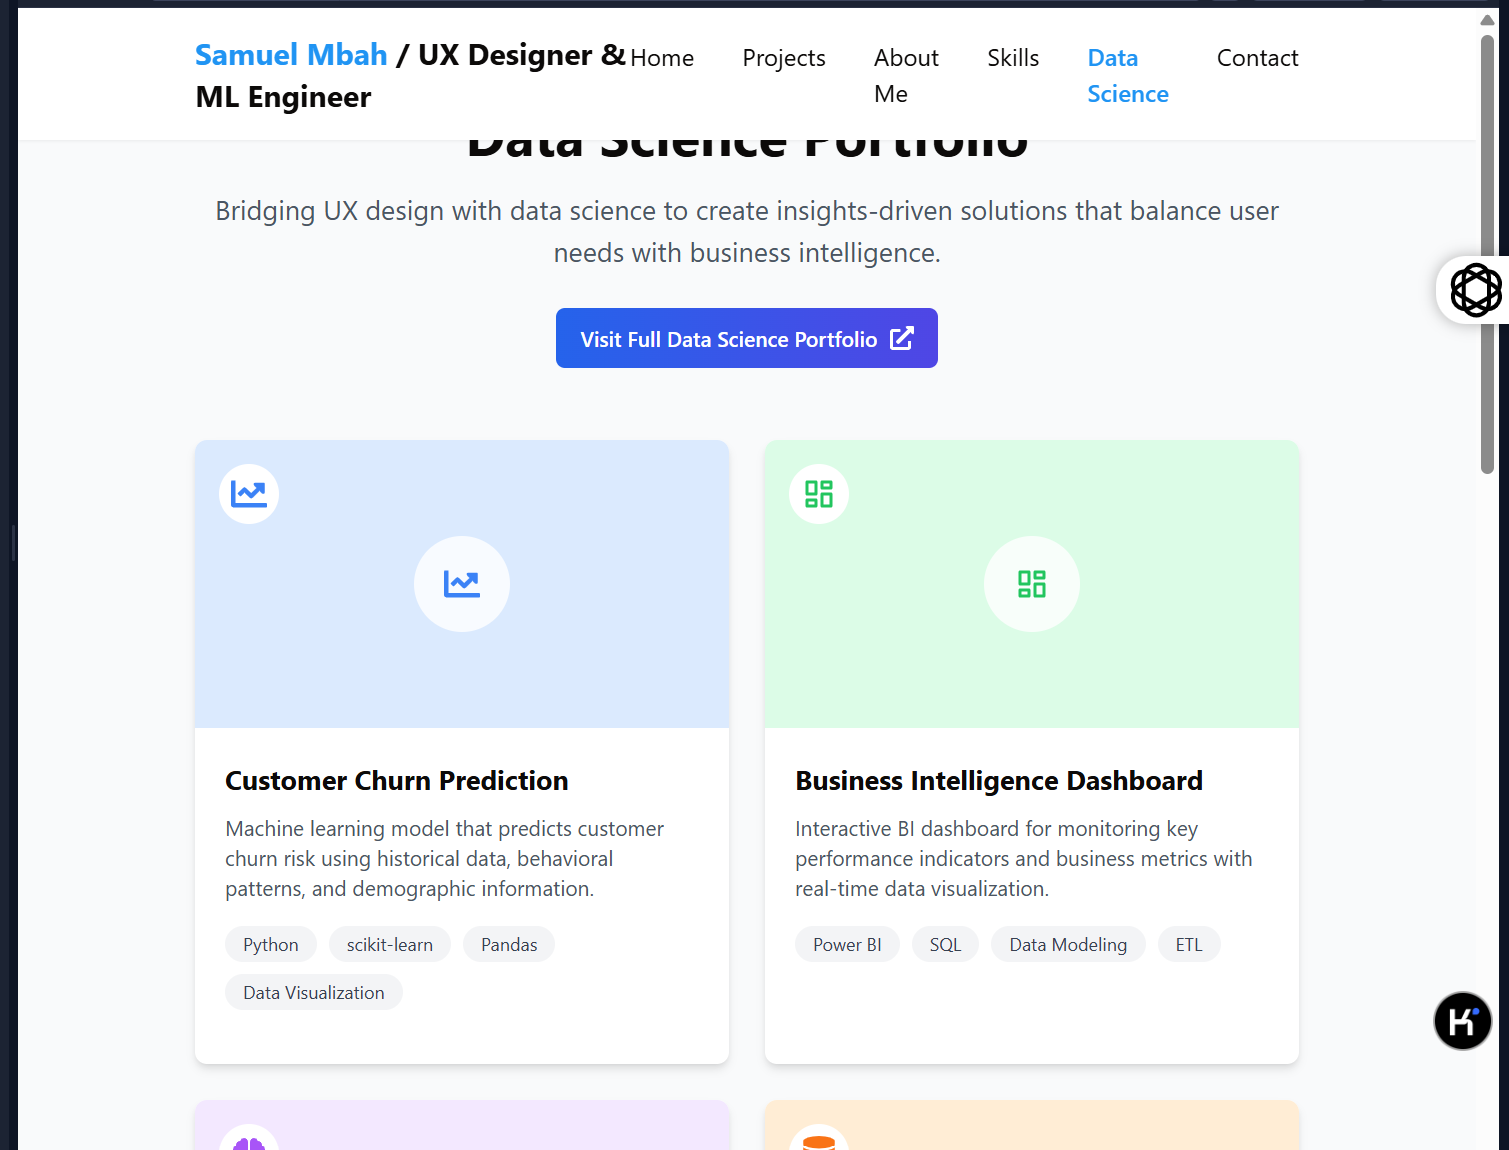 Samuel Mbah / UX Designer &
ML Engineer
Home
Projects
About
Me
Skills
Data
Science
Contact
Data Science Portfolio
Bridging UX design with data science to create insights-driven solutions that balance user
needs with business intelligence.
Visit Full Data Science Portfolio
Customer Churn Prediction
Machine learning model that predicts customer
churn risk using historical data, behavioral
patterns, and demographic information.
Python
scikit-learn
Pandas
Data Visualization
Business Intelligence Dashboard
Interactive BI dashboard for monitoring key
performance indicators and business metrics with
real-time data visualization.
Power BI
SQL
Data Modeling
ETL
K